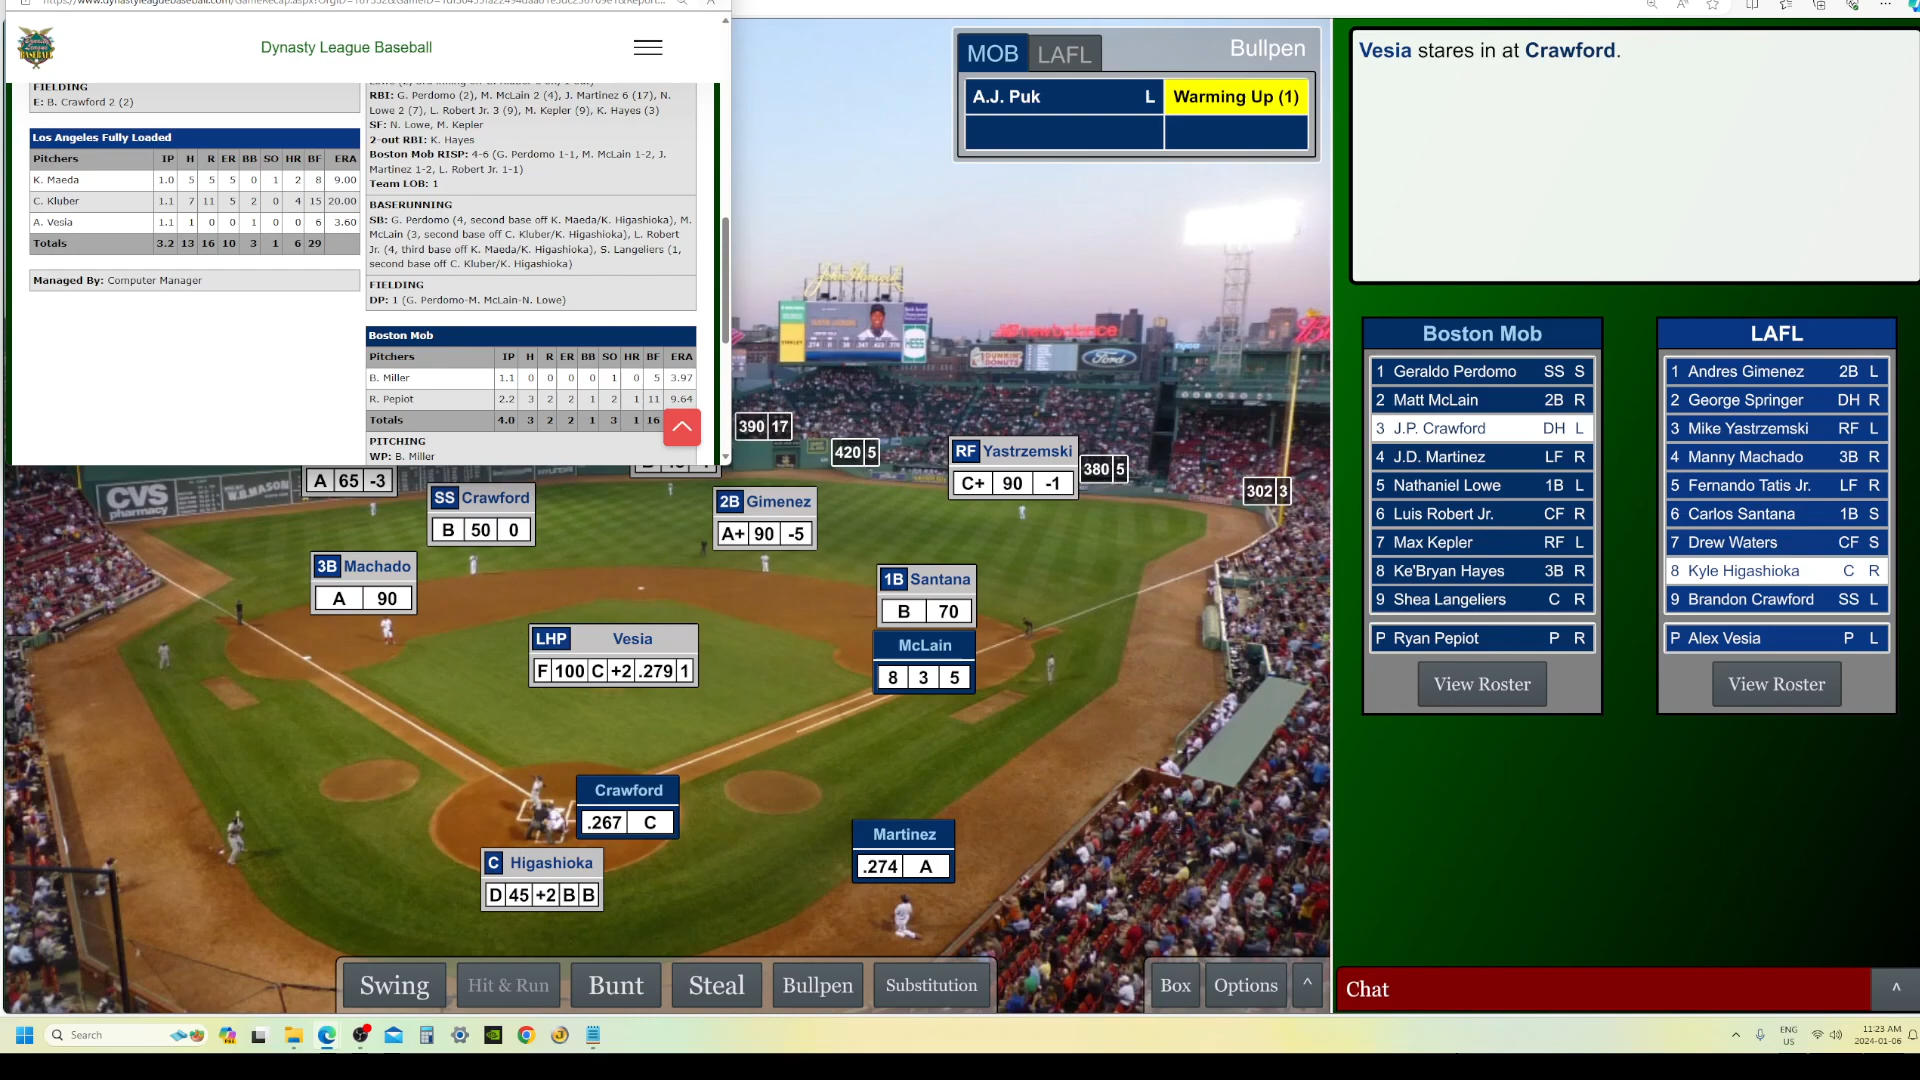 Dynasty League Baseball
FIELDING
E: B. Crawford 2 (2)
Los Angeles Fully Loaded
Pitchers IP H R ER BB SO HR BF ERA
K. Maeda 1.0 5 5 5 0 1 2 8 9.00
C. Kluber 1.1 7 11 5 2 0 4 15 20.00
A. Vesia 1.1 1 0 0 1 0 0 6 3.60
Totals 3.2 13 16 10 3 1 6 29
Managed By: Computer Manager
RBI: G. Perdomo (2), M. McLain 2 (4), J. Martinez 6 (17), N.
Lowe 2 (7), L. Robert Jr. 3 (9), M. Kepler (9), K. Hayes (3)
SF: N. Lowe, M. Kepler
2-out RBI: K. Hayes
Boston Mob RISP: 4-6 (G. Perdomo 1-1, M. McLain 1-2, J.
Martinez 1-2, L. Robert Jr. 1-1)
Team LOB: 1
BASERUNNING
SB: G. Perdomo (4, second base off K. Maeda/K. Higashioka), M.
McLain (3, second base off C. Kluber/K. Higashioka), L. Robert
Jr. (4, third base off K. Maeda/K. Higashioka), S. Langeliers (1,
second base off C. Kluber/K. Higashioka)
FIELDING
DP: 1 (G. Perdomo-M. McLain-N. Lowe)
Boston Mob
Pitchers IP H R ER BB SO HR BF ERA
B. Miller 1.1 0 0 0 0 1 0 5 3.97
R. Pepiot 2.2 3 2 2 1 2 1 11 9.64
Totals 4.0 3 2 2 1 3 1 16
PITCHING
WP: B. Miller
MOB LAFL Bullpen
A.J. Puk L Warming Up (1)
Vesia stares in at Crawford.
John Hancock
HESS
DUNKIN' DONUTS
Ford
CVS
pharmacy
W.B. MASON
390 17
420 5
380 5
302 3
A 65 -3
RF Yastrzemski
C+ 90 -1
SS Crawford
B 50 0
2B Gimenez
A+ 90 -5
3B Machado
A 90
1B Santana
B 70
LHP Vesia
F 100 C +2 .279 1
McLain
8 3 5
Crawford
.267 C
Martinez
.274 A
C Higashioka
D 45 +2 B B
Boston Mob
1 Geraldo Perdomo SS S
2 Matt McLain 2B R
3 J.P. Crawford DH L
4 J.D. Martinez LF R
5 Nathaniel Lowe 1B L
6 Luis Robert Jr. CF R
7 Max Kepler RF L
8 Ke'Bryan Hayes 3B R
9 Shea Langeliers C R
P Ryan Pepiot P R
View Roster
LAFL
1 Andres Gimenez 2B L
2 George Springer DH R
3 Mike Yastrzemski RF L
4 Manny Machado 3B R
5 Fernando Tatis Jr. LF R
6 Carlos Santana 1B S
7 Drew Waters CF S
8 Kyle Higashioka C R
9 Brandon Crawford SS L
P Alex Vesia P L
View Roster
Swing Hit & Run Bunt Steal Bullpen Substitution Box Options ^
Chat ^
Search
ENG
US
11:23 AM
2024-01-06